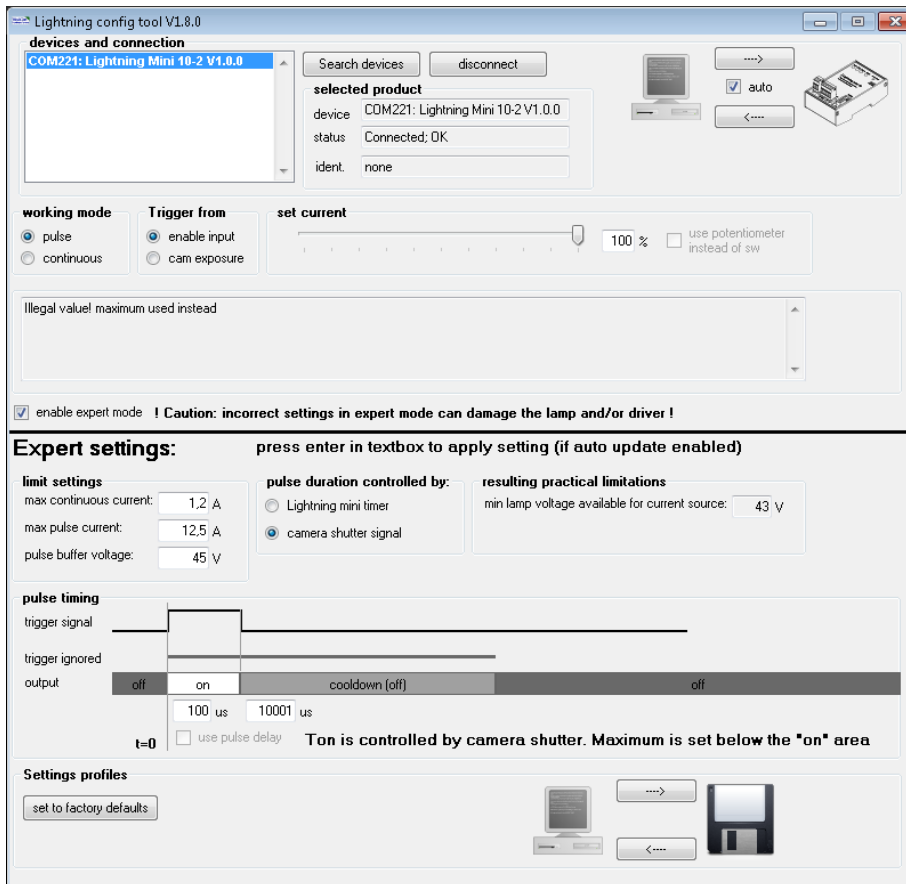 Lightning config tool V1.8.0
devices and connection
COM221: Lightning Mini 10-2 V1.0.0
Search devices
disconnect
selected product
device COM221: Lightning Mini 10-2 V1.0.0
status Connected; OK
ident. none
---->
auto
<----
working mode
pulse
continuous
Trigger from
enable input
cam exposure
set current
100 %
use potentiometer
instead of sw
Illegal value! maximum used instead
enable expert mode ! Caution: incorrect settings in expert mode can damage the lamp and/or driver !
Expert settings: press enter in textbox to apply setting (if auto update enabled)
limit settings
max continuous current: 1,2 A
max pulse current: 12,5 A
pulse buffer voltage: 45 V
pulse duration controlled by:
Lightning mini timer
camera shutter signal
resulting practical limitations
min lamp voltage available for current source: 43 V
pulse timing
trigger signal
trigger ignored
output off on cooldown (off) off
100 us 10001 us
t=0 use pulse delay Ton is controlled by camera shutter. Maximum is set below the "on" area
Settings profiles
set to factory defaults
---->
<----